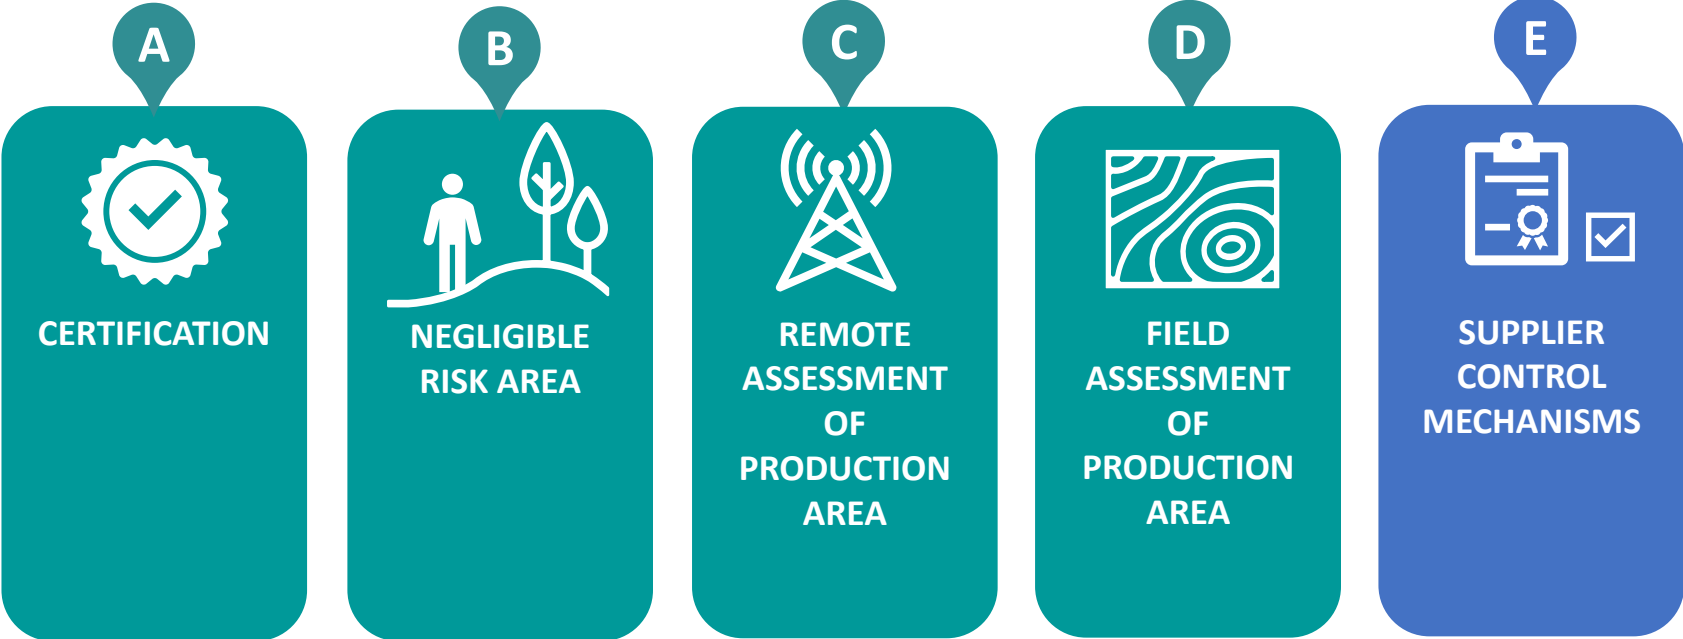 A
CERTIFICATION
B
NEGLIGIBLE
RISK AREA
C
REMOTE
ASSESSMENT
OF
PRODUCTION
AREA
D
FIELD
ASSESSMENT
OF
PRODUCTION
AREA
E
SUPPLIER
CONTROL
MECHANISMS